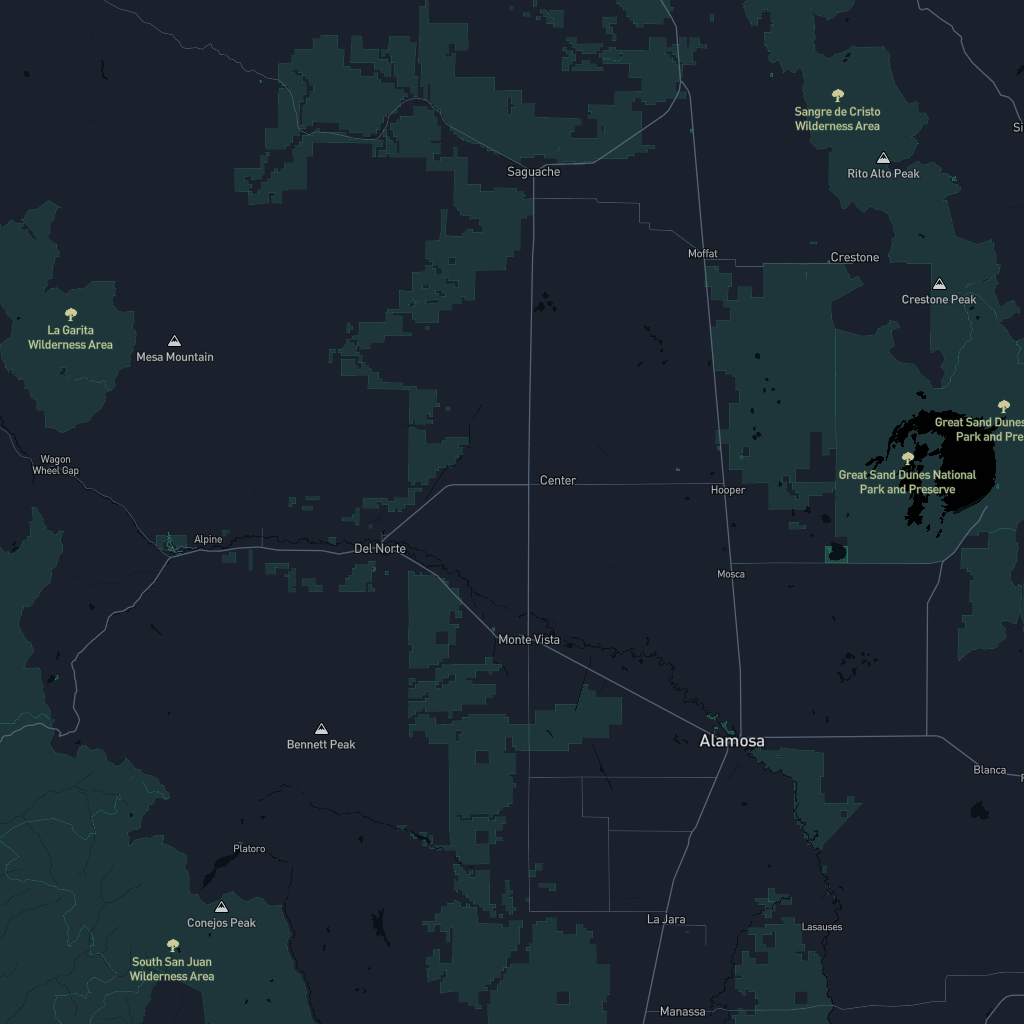 Sangre de Cristo
Wilderness Area
Si
Saguache
Rito Alto Peak
Moffat
Crestone
Crestone Peak
La Garita
Wilderness Area
Mesa Mountain
Great Sand Dunes
Park and Pre
Wagon
Wheel Gap
Center
Hooper
Great Sand Dunes National
Park and Preserve
Alpine
Del Norte
Mosca
Monte Vista
Bennett Peak
Alamosa
Blanca
Platoro
Conejos Peak
La Jara
Lasauses
South San Juan
Wilderness Area
Manassa